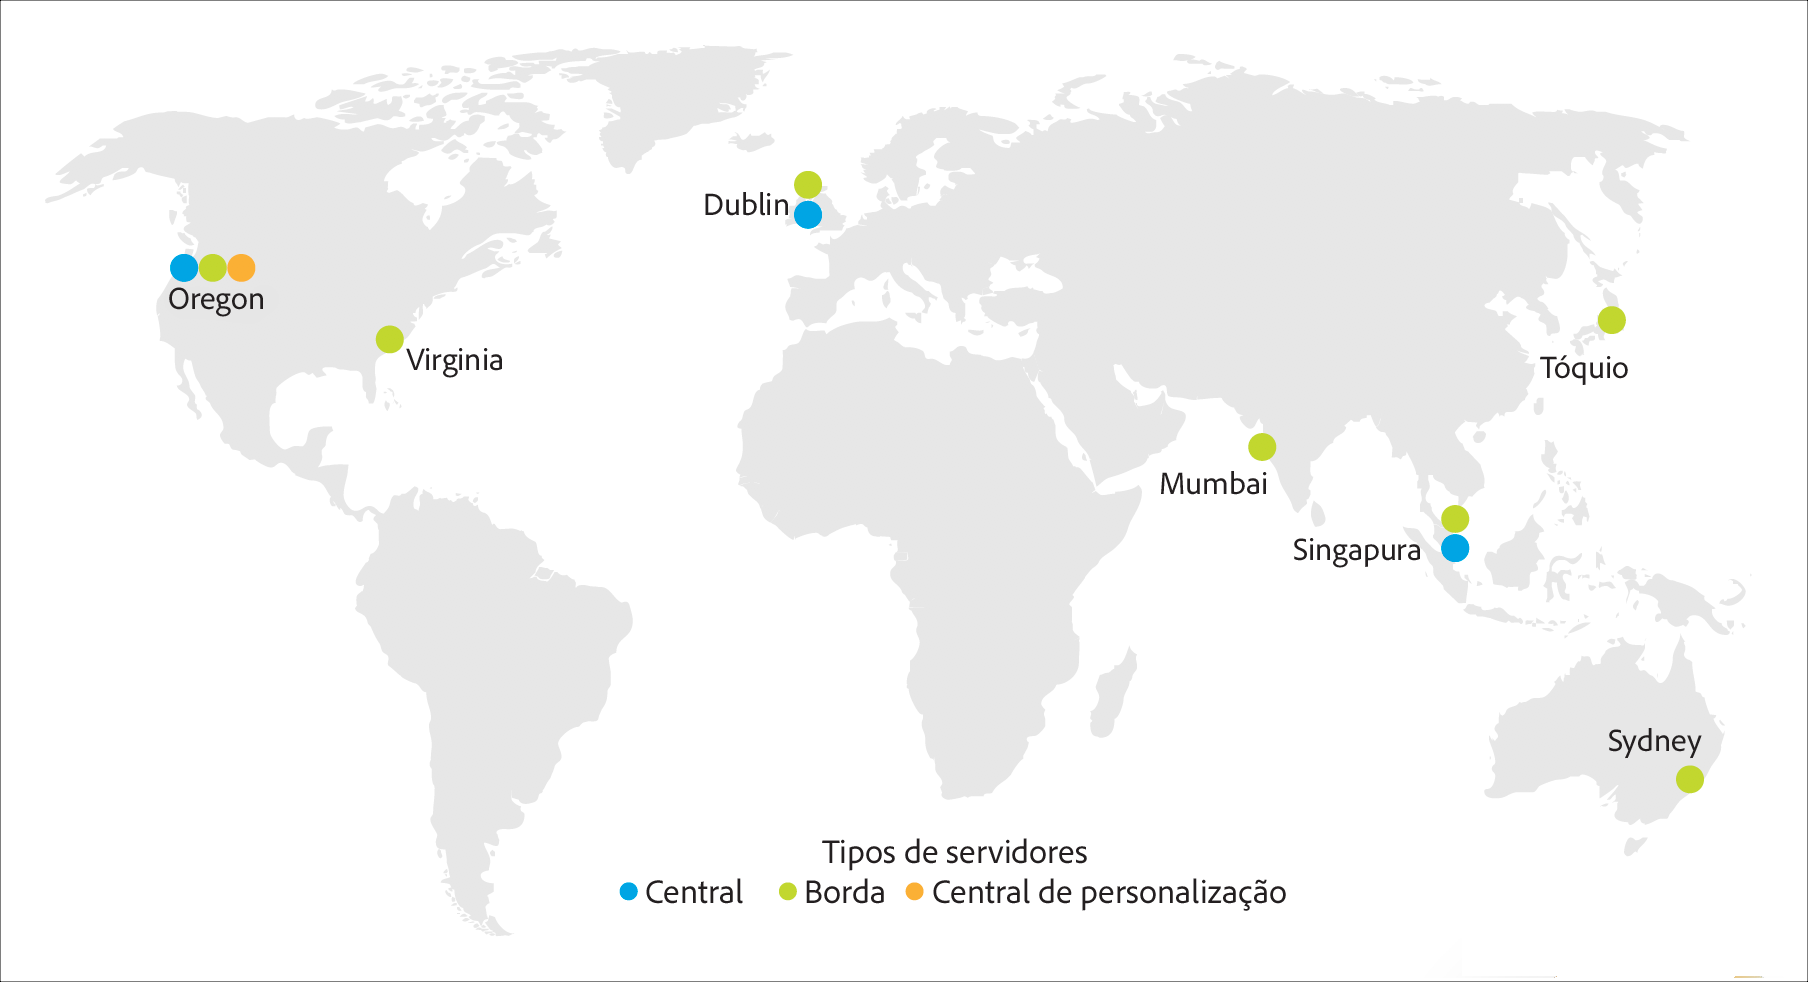 Dublin
Oregon
Virginia
Tóquio
Mumbai
Singapura
Sydney
Tipos de servidores
Central Borda Central de personalização